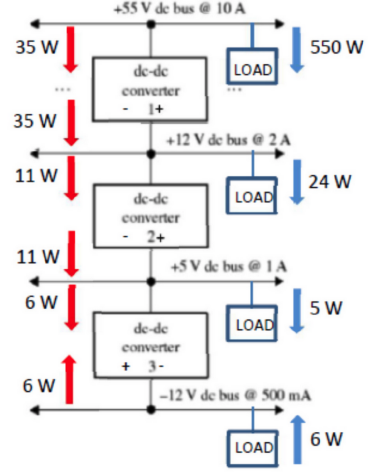 +55 V dc bus @ 10 A
35 W
550 W
dc-dc
converter
- 1+
LOAD
...
...
35 W
+12 V dc bus @ 2 A
11 W
24 W
dc-dc
converter
- 2+
LOAD
11 W
+5 V dc bus @ 1 A
6 W
5 W
dc-dc
converter
+ 3-
LOAD
6 W
−12 V dc bus @ 500 mA
6 W
LOAD